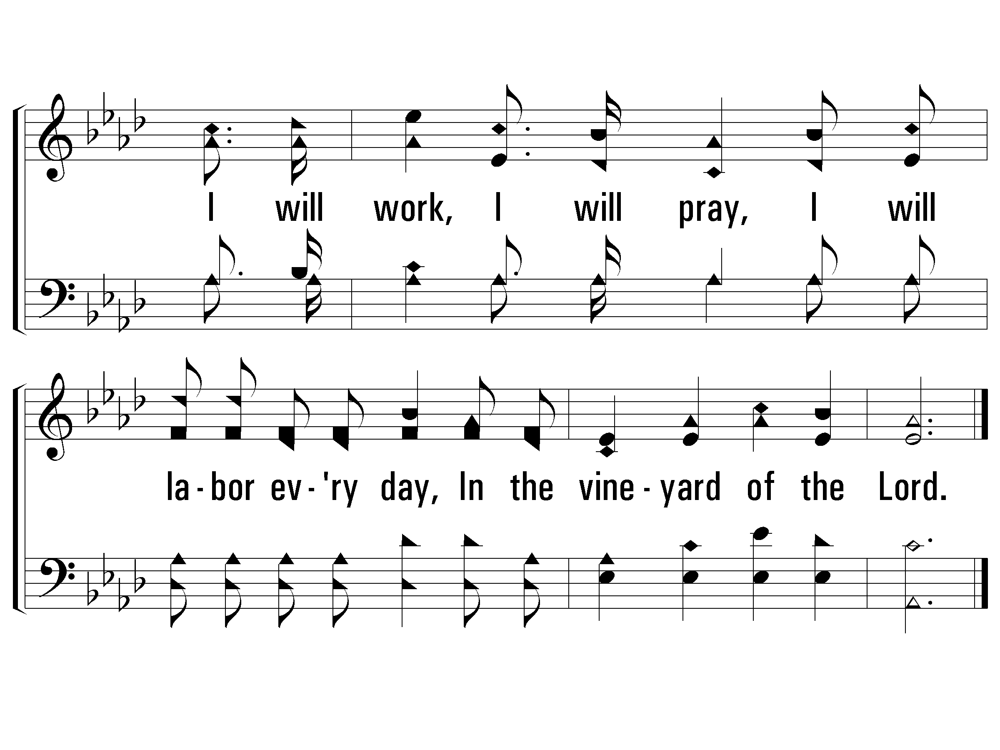 I will work, I will pray, I will
la - bor ev - 'ry day, In the vine - yard of the Lord.